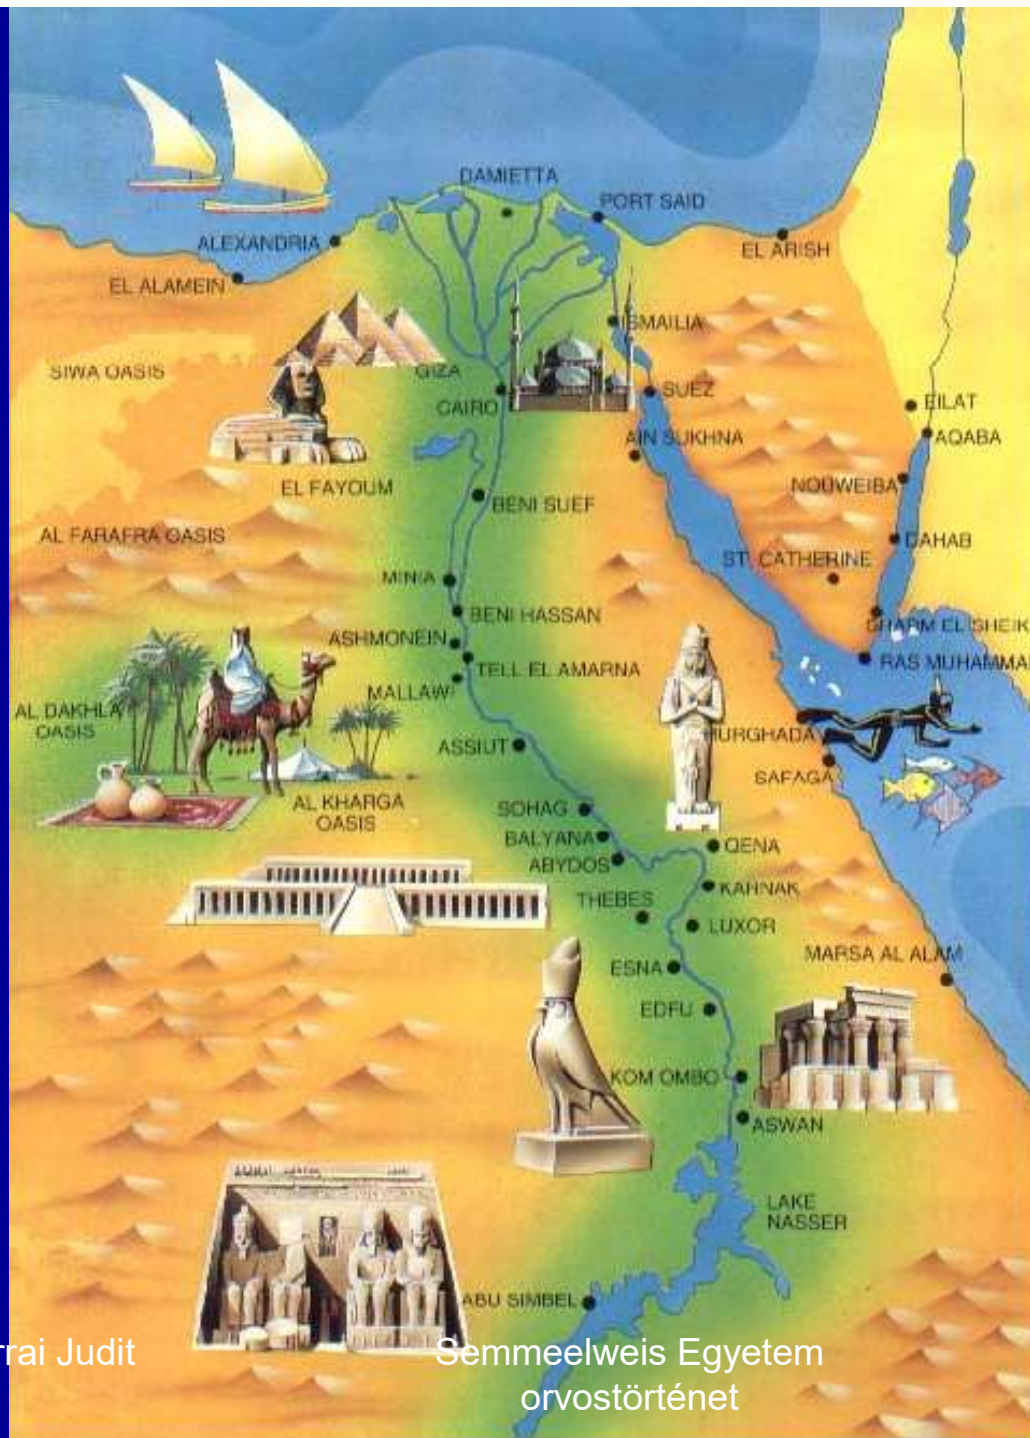 DAMIETTA
PORT SAID
ALEXANDRIA
EL ARISH
EL ALAMEIN
ISMAILIA
SIWA OASIS
GIZA
CAIRO
SUEZ
EILAT
AIN SUKHNA
AQABA
EL FAYOUM
NOUWEIBA
BENI SUEF
AL FARAFRA OASIS
DAHAB
ST. CATHERINE
MINIA
BENI HASSAN
SHARM EL SHEIK
ASHMONEIN
RAS MUHAMMA
TELL EL AMARNA
MALLAWI
AL DAKHLA
OASIS
HURGHADA
ASSIUT
SAFAGA
AL KHARGA
OASIS
SOHAG
BALYANA
QENA
ABYDOS
KARNAK
THEBES
LUXOR
MARSA AL ALAM
ESNA
EDFU
KOM OMBO
ASWAN
LAKE
NASSER
ABU SIMBEL
rrai Judit
Semmeelweis Egyetem
orvostörténet